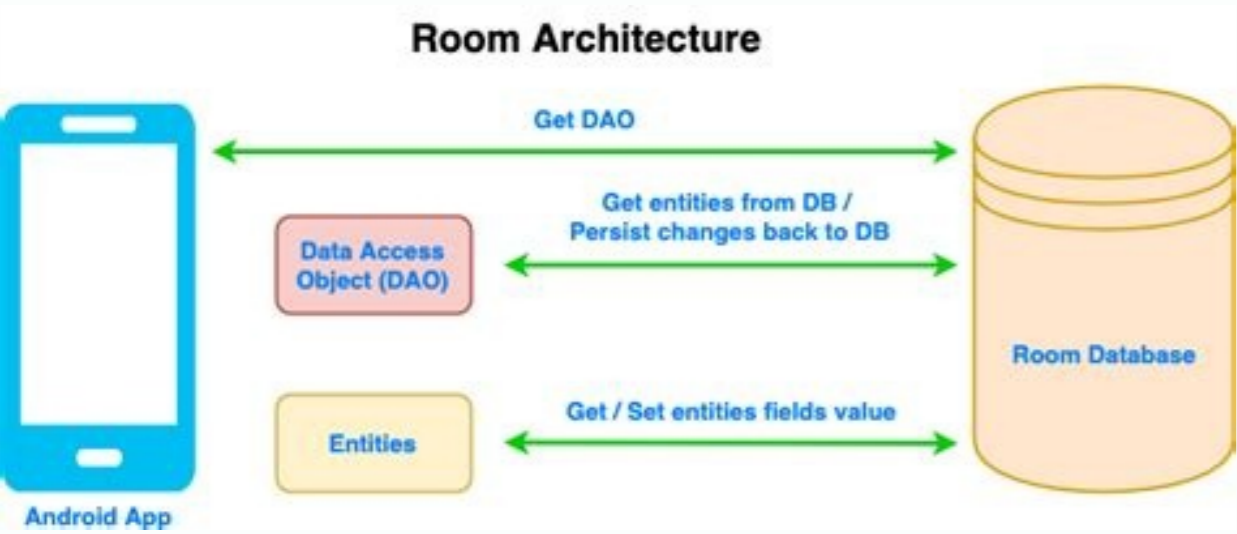 Room Architecture
Get DAO
Get entities from DB /
Persist changes back to DB
Data Access
Object (DAO)
Room Database
Get / Set entities fields value
Entities
Android App